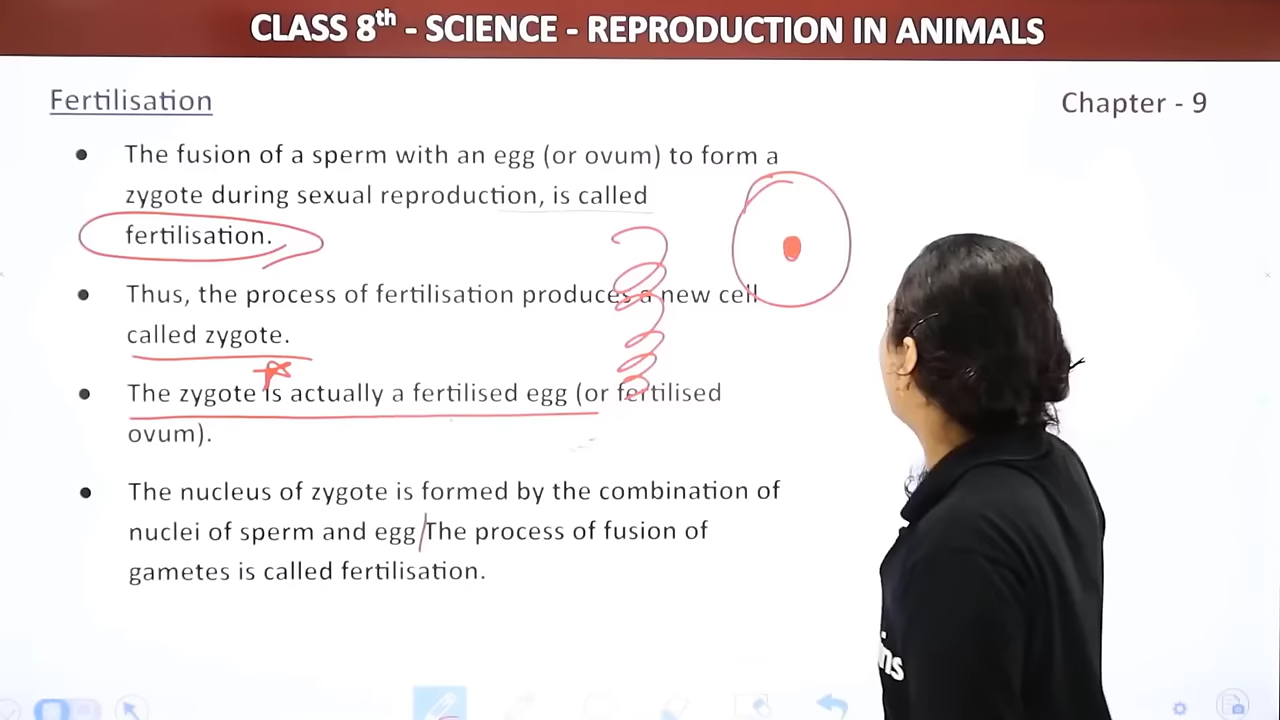 CLASS 8th - SCIENCE - REPRODUCTION IN ANIMALS
Fertilisation
Chapter - 9
• The fusion of a sperm with an egg (or ovum) to form a
zygote during sexual reproduction, is called
fertilisation.
• Thus, the process of fertilisation produces a new cell
called zygote.
• The zygote is actually a fertilised egg (or fertilised
ovum).
• The nucleus of zygote is formed by the combination of
nuclei of sperm and egg/The process of fusion of
gametes is called fertilisation.